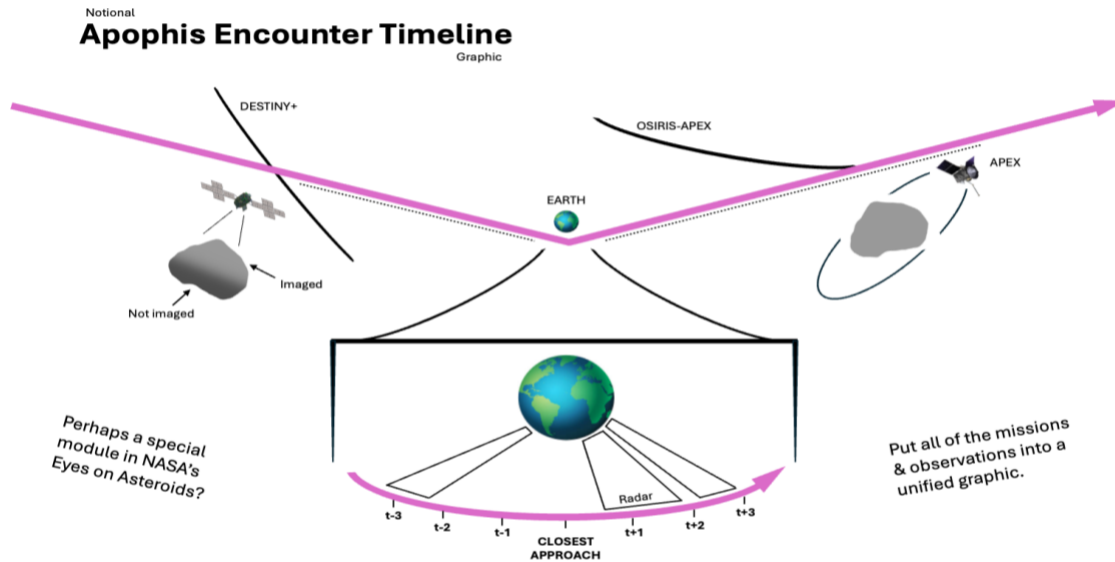 Notional
Apophis Encounter Timeline
Graphic
DESTINY+
OSIRIS-APEX
APEX
EARTH
Imaged
Not imaged
Perhaps a special
module in NASA's
Eyes on Asteroids?
Put all of the missions
& observations into a
unified graphic.
Radar
t-3
t-2
t-1
CLOSEST
APPROACH
t+1
t+2
t+3